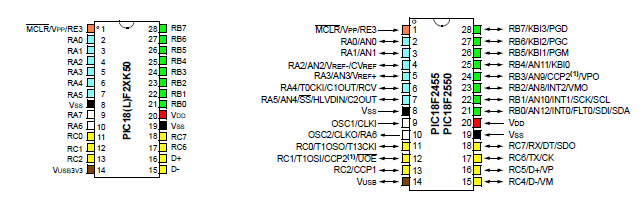 MCLR/VPP/RE3 1 28 RB7
RA0 2 27 RB6
RA1 3 26 RB5
RA2 4 25 RB4
RA3 5 24 RB3
RA4 6 23 RB2
RA5 7 22 RB1
VSS 8 21 RB0
RA7 9 20 VDD
RA6 10 19 VSS
RC0 11 18 RC7
RC1 12 17 RC6
RC2 13 16 D+
VUSB3V3 14 15 D-
PIC18(L)F2XK50
MCLR/VPP/RE3 1 28 RB7/KBI3/PGD
RA0/AN0 2 27 RB6/KBI2/PGC
RA1/AN1 3 26 RB5/KBI1/PGM
RA2/AN2/VREF-/CVREF 4 25 RB4/AN11/KBI0
RA3/AN3/VREF+ 5 24 RB3/AN9/CCP2(1)/VPO
RA4/T0CKI/C1OUT/RCV 6 23 RB2/AN8/INT2/VMO
RA5/AN4/SS/HLVDIN/C2OUT 7 22 RB1/AN10/INT1/SCK/SCL
VSS 8 21 RB0/AN12/INT0/FLT0/SDI/SDA
OSC1/CLKI 9 20 VDD
OSC2/CLKO/RA6 10 19 VSS
RC0/T1OSO/T13CKI 11 18 RC7/RX/DT/SDO
RC1/T1OSI/CCP2(1)/UOE 12 17 RC6/TX/CK
RC2/CCP1 13 16 RC5/D+/VP
VUSB 14 15 RC4/D-/VM
PIC18F2455
PIC18F2550